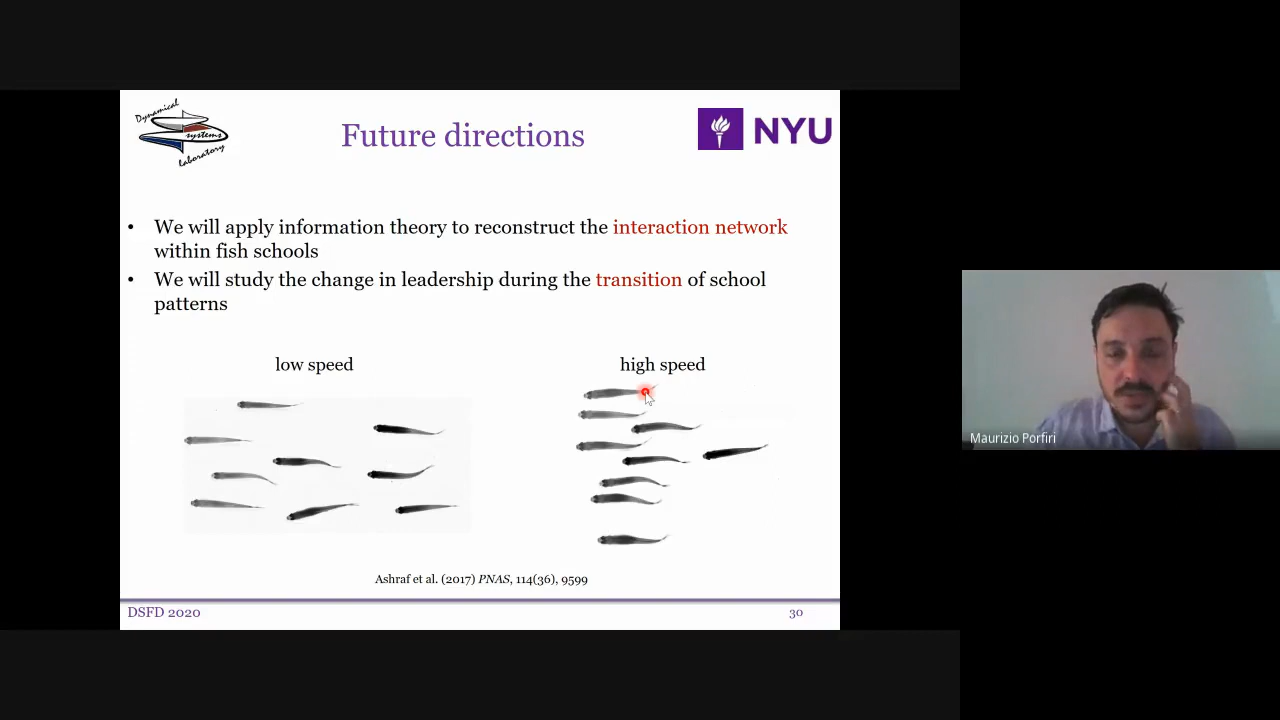 Dynamical
systems
Laboratory
Future directions
NYU
• We will apply information theory to reconstruct the interaction network
within fish schools
• We will study the change in leadership during the transition of school
patterns
low speed
high speed
Ashraf et al. (2017) PNAS, 114(36), 9599
DSFD 2020
30
Maurizio Porfiri